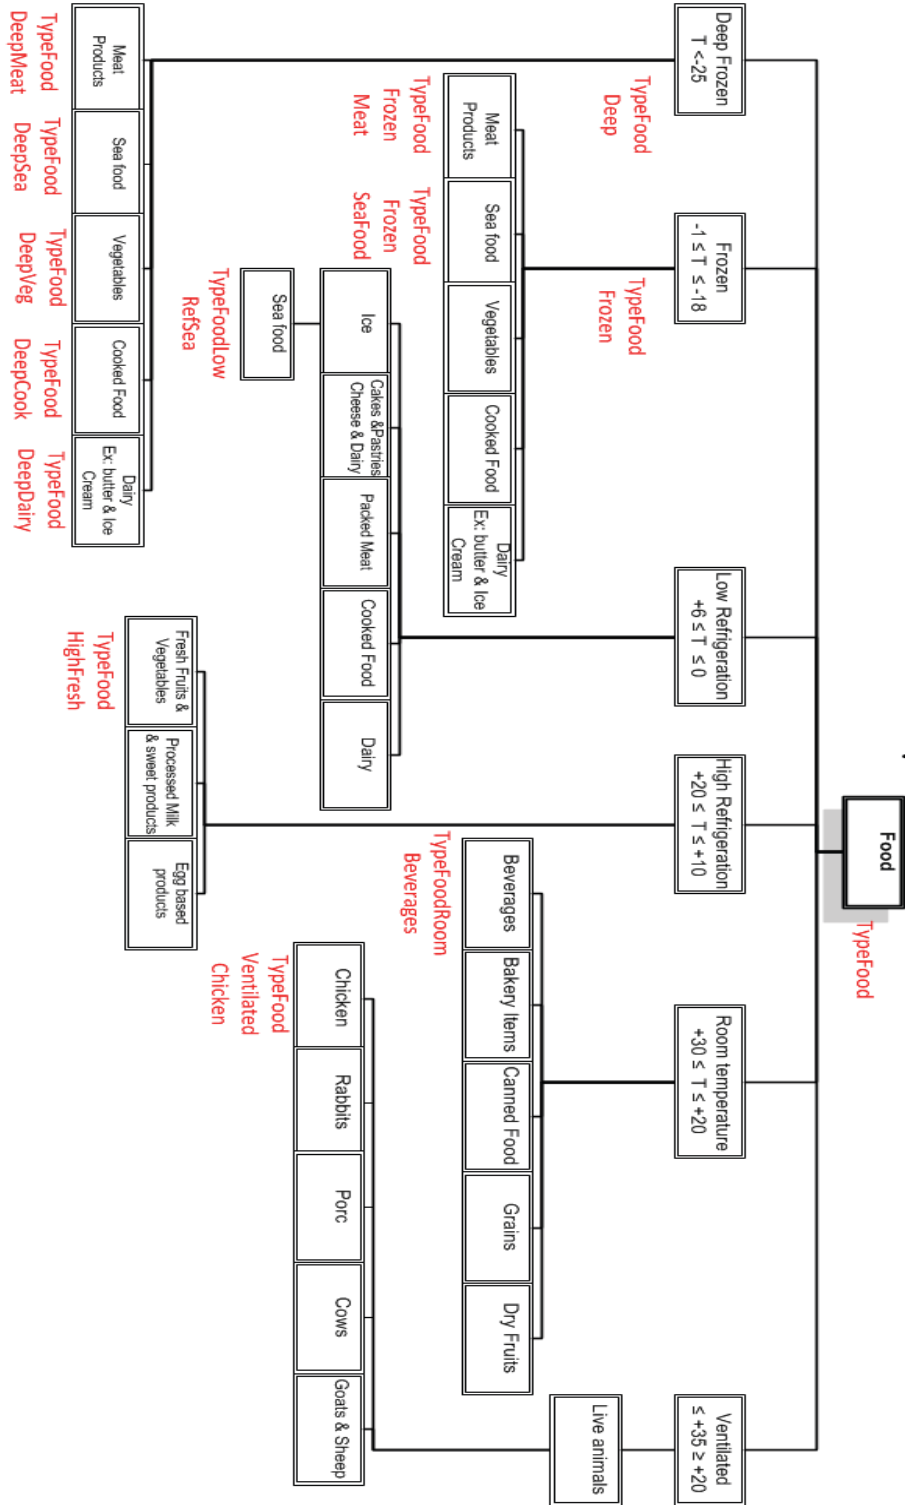 Food
TypeFood
Deep Frozen
T <-25
TypeFood
Deep
Frozen
-1 ≤ T ≤ -18
TypeFood
Frozen
Low Refrigeration
+6 ≤ T ≤ 0
High Refrigeration
+20 ≤ T ≤ +10
Room temperature
+30 ≤ T ≤ +20
Ventilated
≤ +35 ≥ +20
Live animals
Meat
Products
Sea food
Vegetables
Cooked Food
Dairy
Ex: butter & Ice
Cream
TypeFood
Frozen
Meat
TypeFood
Frozen
SeaFood
Beverages
Bakery Items
Canned Food
Grains
Dry Fruits
TypeFoodRoom
Beverages
Ice
Cakes &Pastries
Cheese & Dairy
Packed Meat
Cooked Food
Dairy
Sea food
TypeFoodLow
RefSea
Chicken
Rabbits
Porc
Cows
Goats & Sheep
TypeFood
Ventilated
Chicken
Fresh Fruits &
Vegetables
Processed Milk
& sweet products
Egg based
products
TypeFood
HighFresh
Meat
Products
Sea food
Vegetables
Cooked Food
Dairy
Ex: butter & Ice
Cream
TypeFood
DeepMeat
TypeFood
DeepSea
TypeFood
DeepVeg
TypeFood
DeepCook
TypeFood
DeepDairy